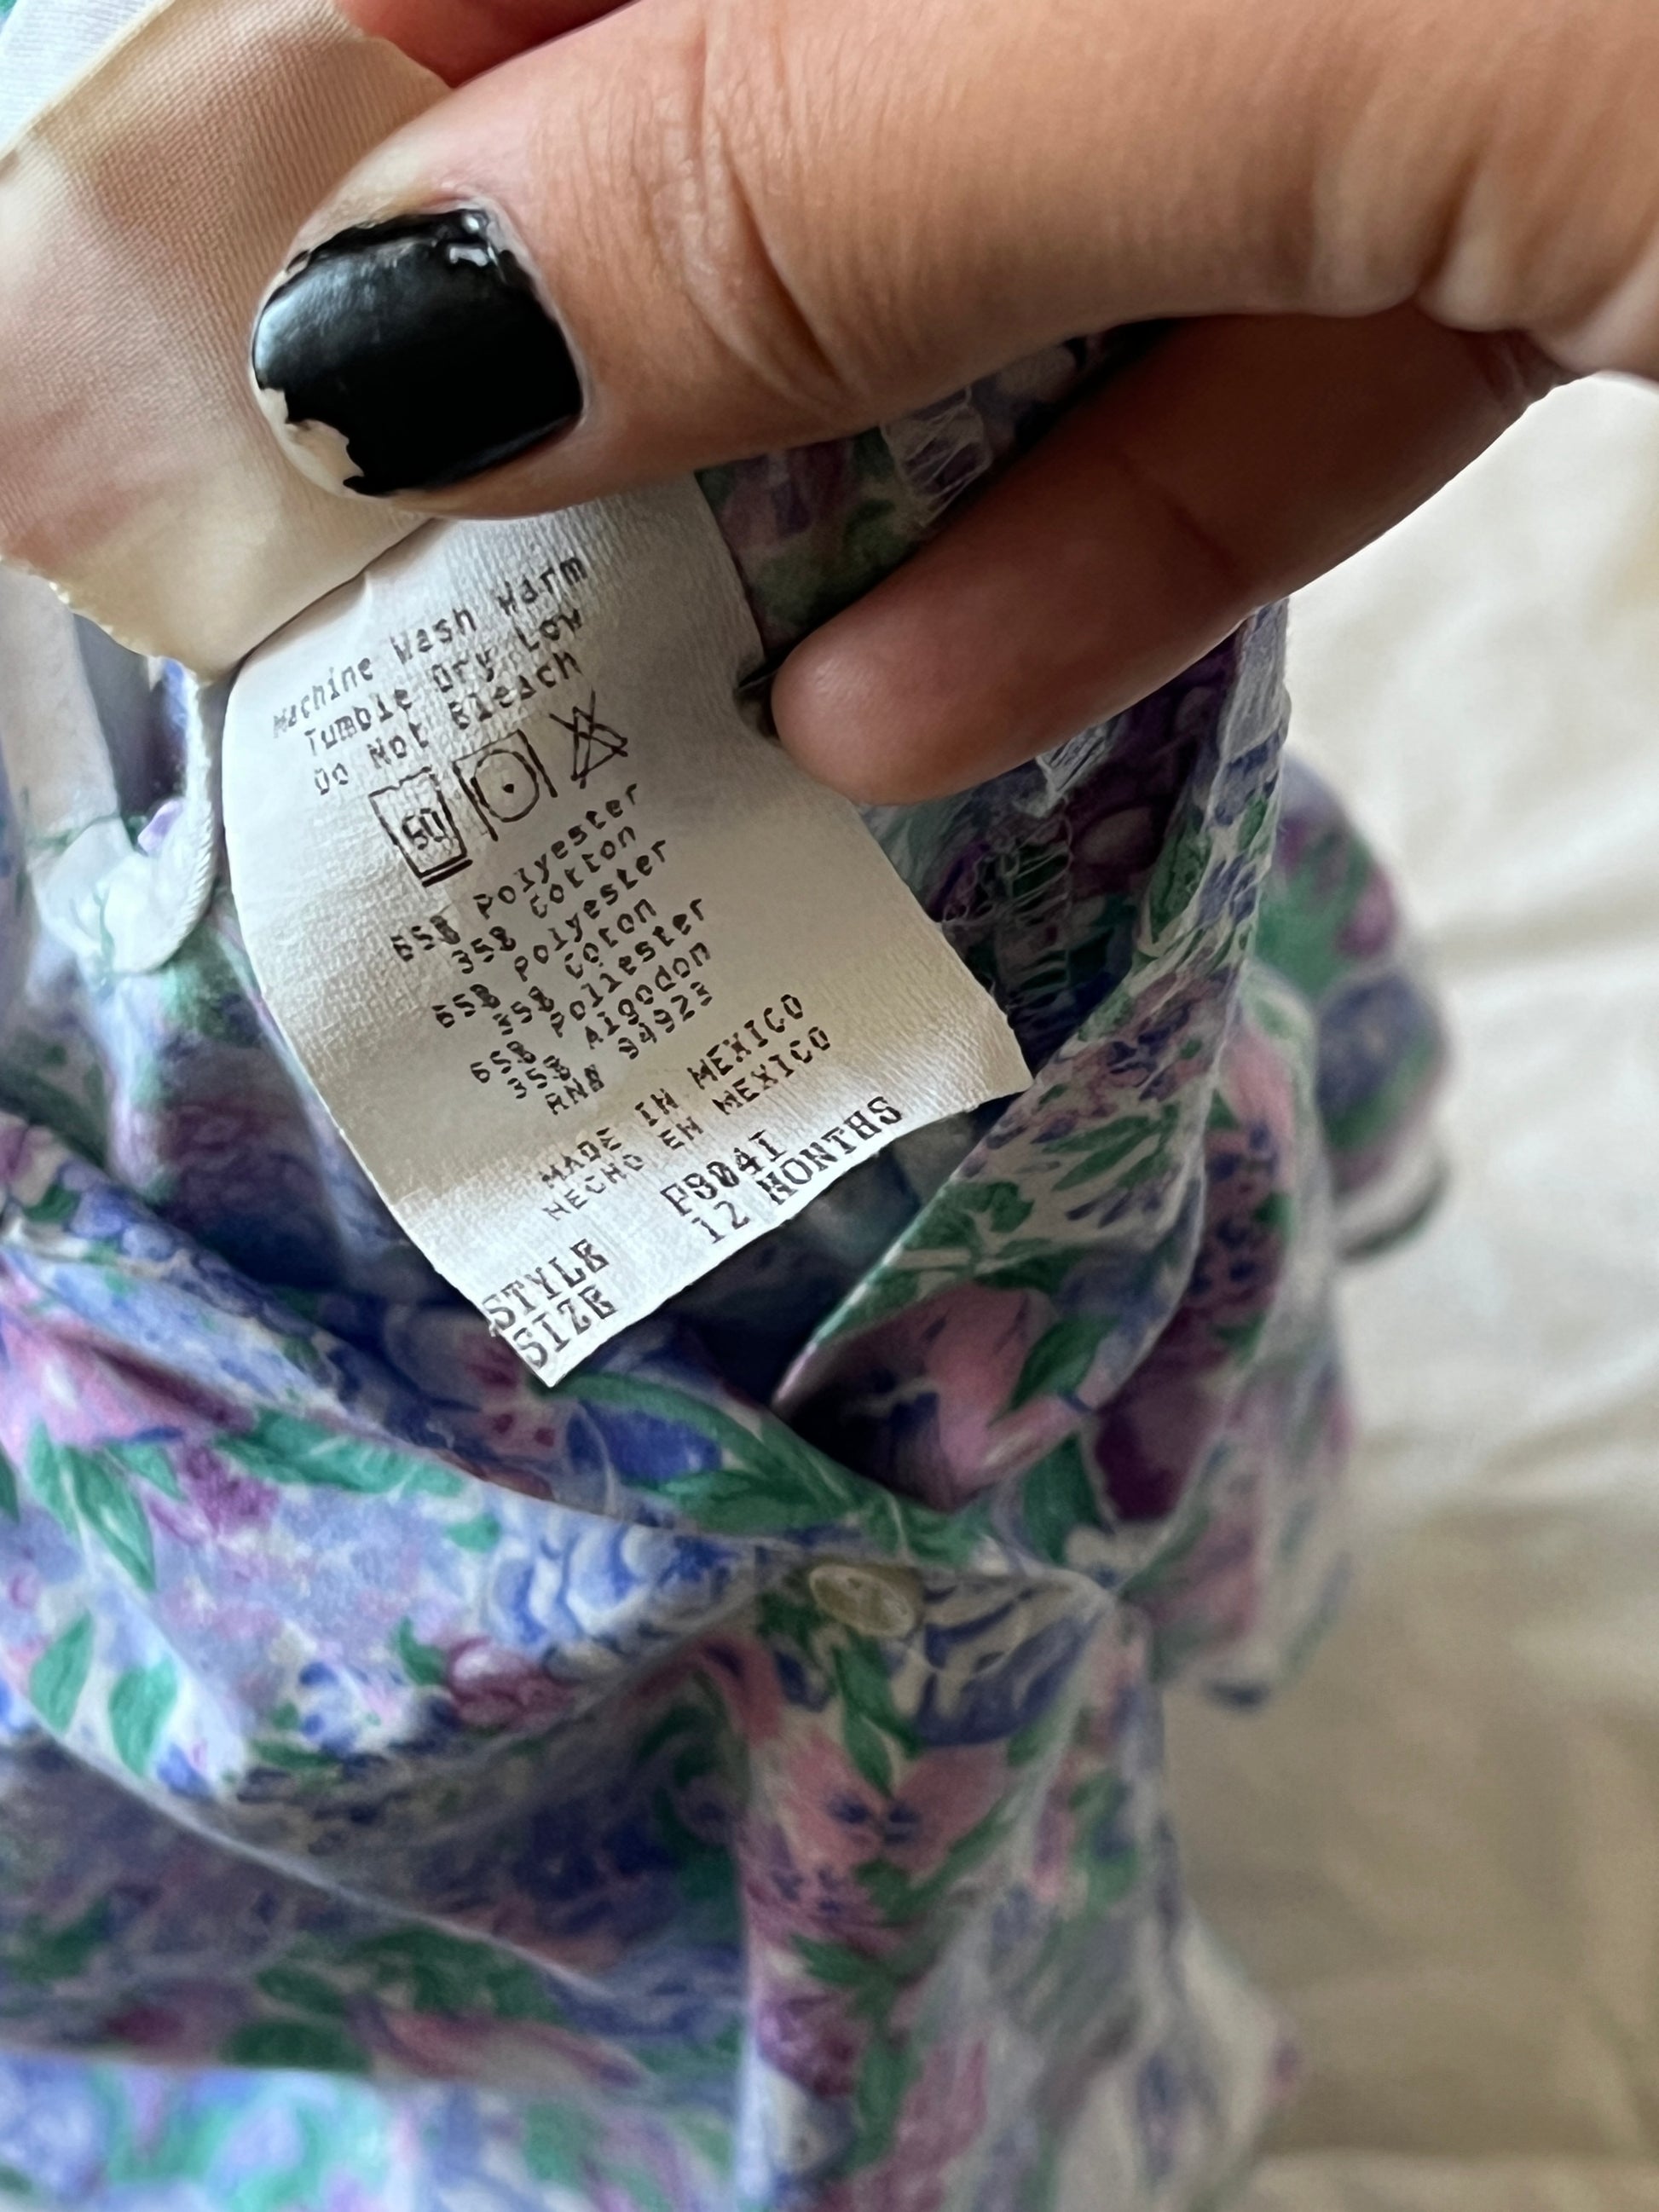 Machine Wash Warm
Tumble Dry Low
Do Not Bleach
50
65% Polyester
35% Cotton
65% Polyester
35% Coton
65% Poliester
35% Algodon
RN# 94923
MADE IN MEXICO
HECHO EN MEXICO
STYLE P904I
SIZE 12 MONTHS